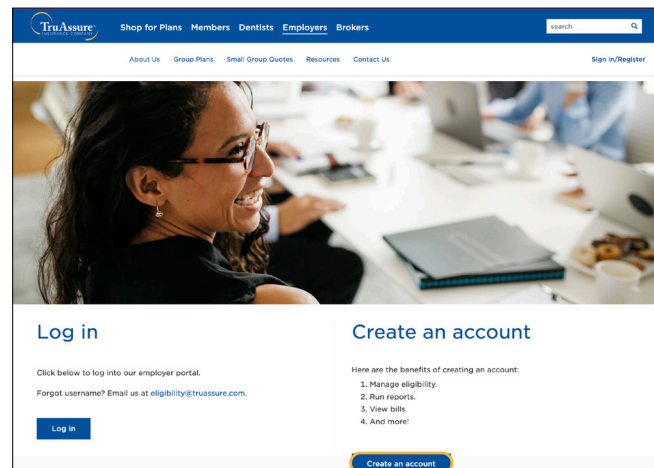 TruAssure
INSURANCE COMPANY
Shop for Plans Members Dentists Employers Brokers
search
About Us Group Plans Small Group Quotes Resources Contact Us
Sign in/Register
Log in
Click below to log into our employer portal.
Forgot username? Email us at eligibility@truassure.com.
Log in
Create an account
Here are the benefits of creating an account:
1. Manage eligibility.
2. Run reports.
3. View bills.
4. And more!
Create an account